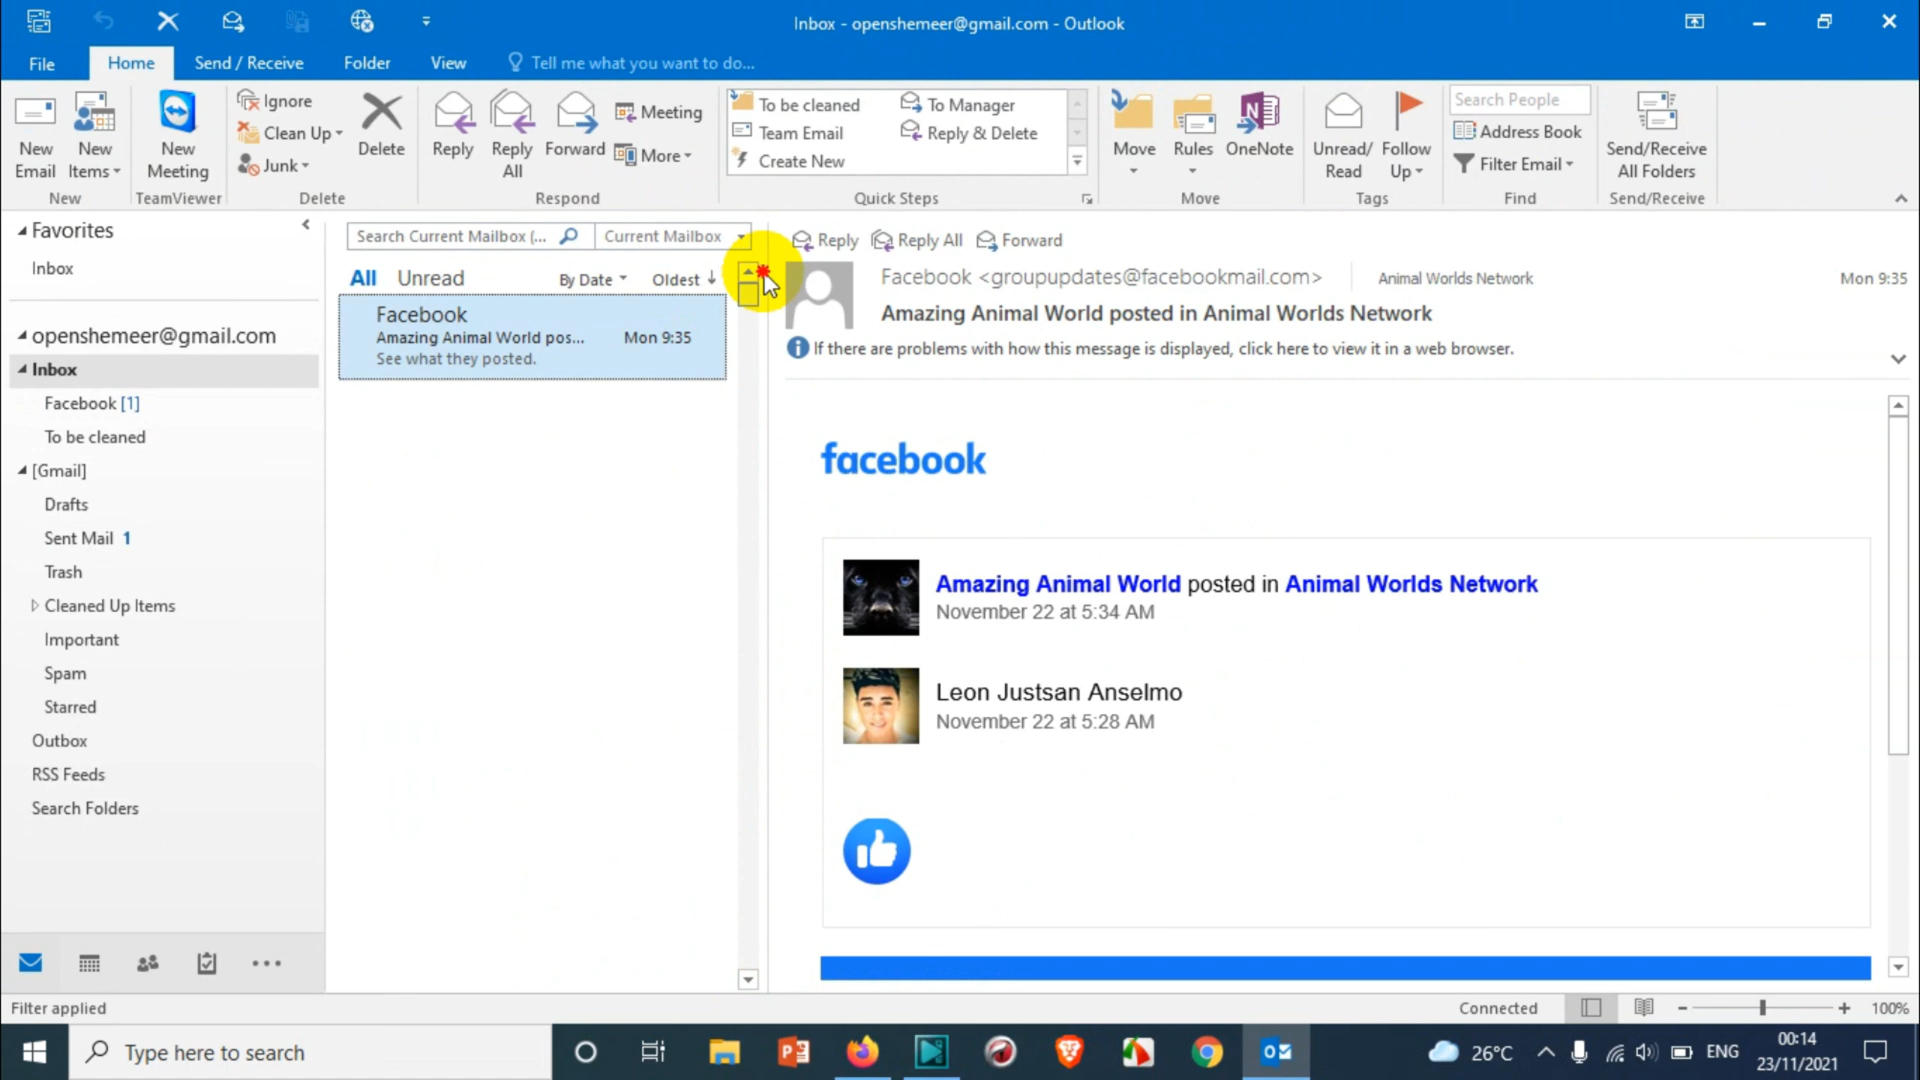 Inbox - openshemeer@gmail.com - Outlook
File Home Send / Receive Folder View Tell me what you want to do...
New Email
New Items
New
New Meeting
TeamViewer
Ignore
Clean Up
Junk
Delete
Delete
Reply
Reply All
Forward
Meeting
More
Respond
To be cleaned
Team Email
Create New
To Manager
Reply & Delete
Quick Steps
Move
Rules
OneNote
Move
Unread/ Read
Follow Up
Tags
Search People
Address Book
Filter Email
Find
Send/Receive All Folders
Send/Receive
Favorites
Inbox
openshemeer@gmail.com
Inbox
Facebook [1]
To be cleaned
[Gmail]
Drafts
Sent Mail 1
Trash
Cleaned Up Items
Important
Spam
Starred
Outbox
RSS Feeds
Search Folders
Search Current Mailbox (... Current Mailbox
All Unread By Date Oldest
Facebook
Amazing Animal World pos... Mon 9:35
See what they posted.
Reply Reply All Forward
Facebook <groupupdates@facebookmail.com> Animal Worlds Network Mon 9:35
Amazing Animal World posted in Animal Worlds Network
If there are problems with how this message is displayed, click here to view it in a web browser.
facebook
Amazing Animal World posted in Animal Worlds Network
November 22 at 5:34 AM
Leon Justsan Anselmo
November 22 at 5:28 AM
Filter applied Connected 100%
Type here to search
26°C ENG
00:14
23/11/2021